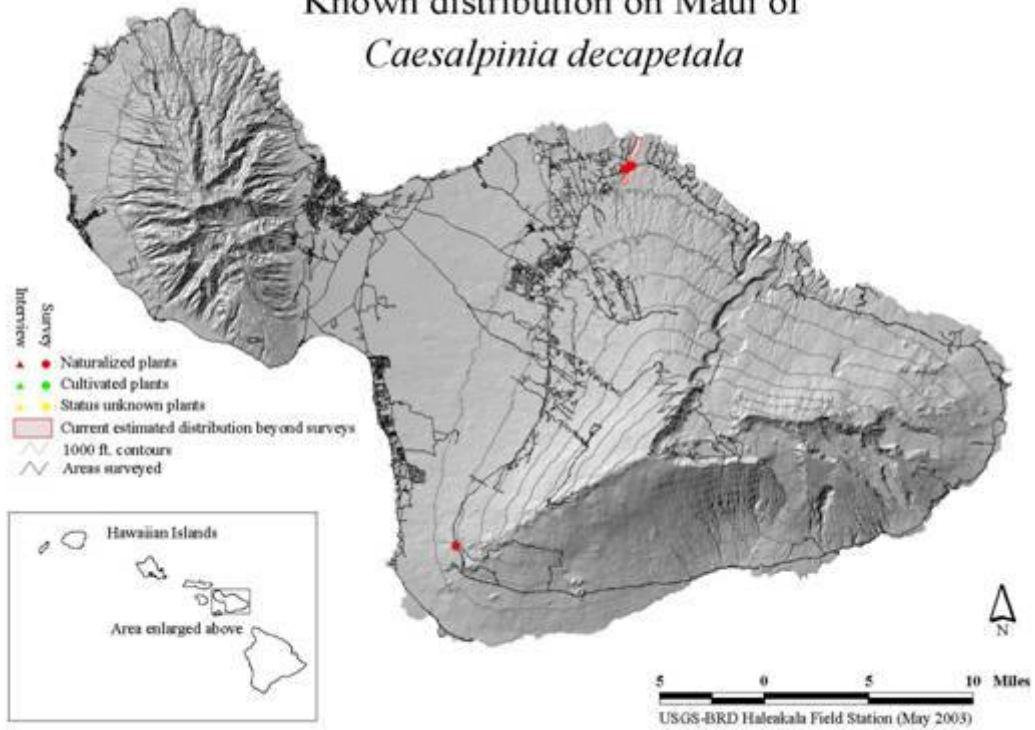 Known distribution on Maui of
Caesalpinia decapetala
Interview
Survey
Naturalized plants
Cultivated plants
Status unknown plants
Current estimated distribution beyond surveys
1000 ft. contours
Areas surveyed
Hawaiian Islands
Area enlarged above
N
5 0 5 10 Miles
USGS-BRD Haleakala Field Station (May 2003)